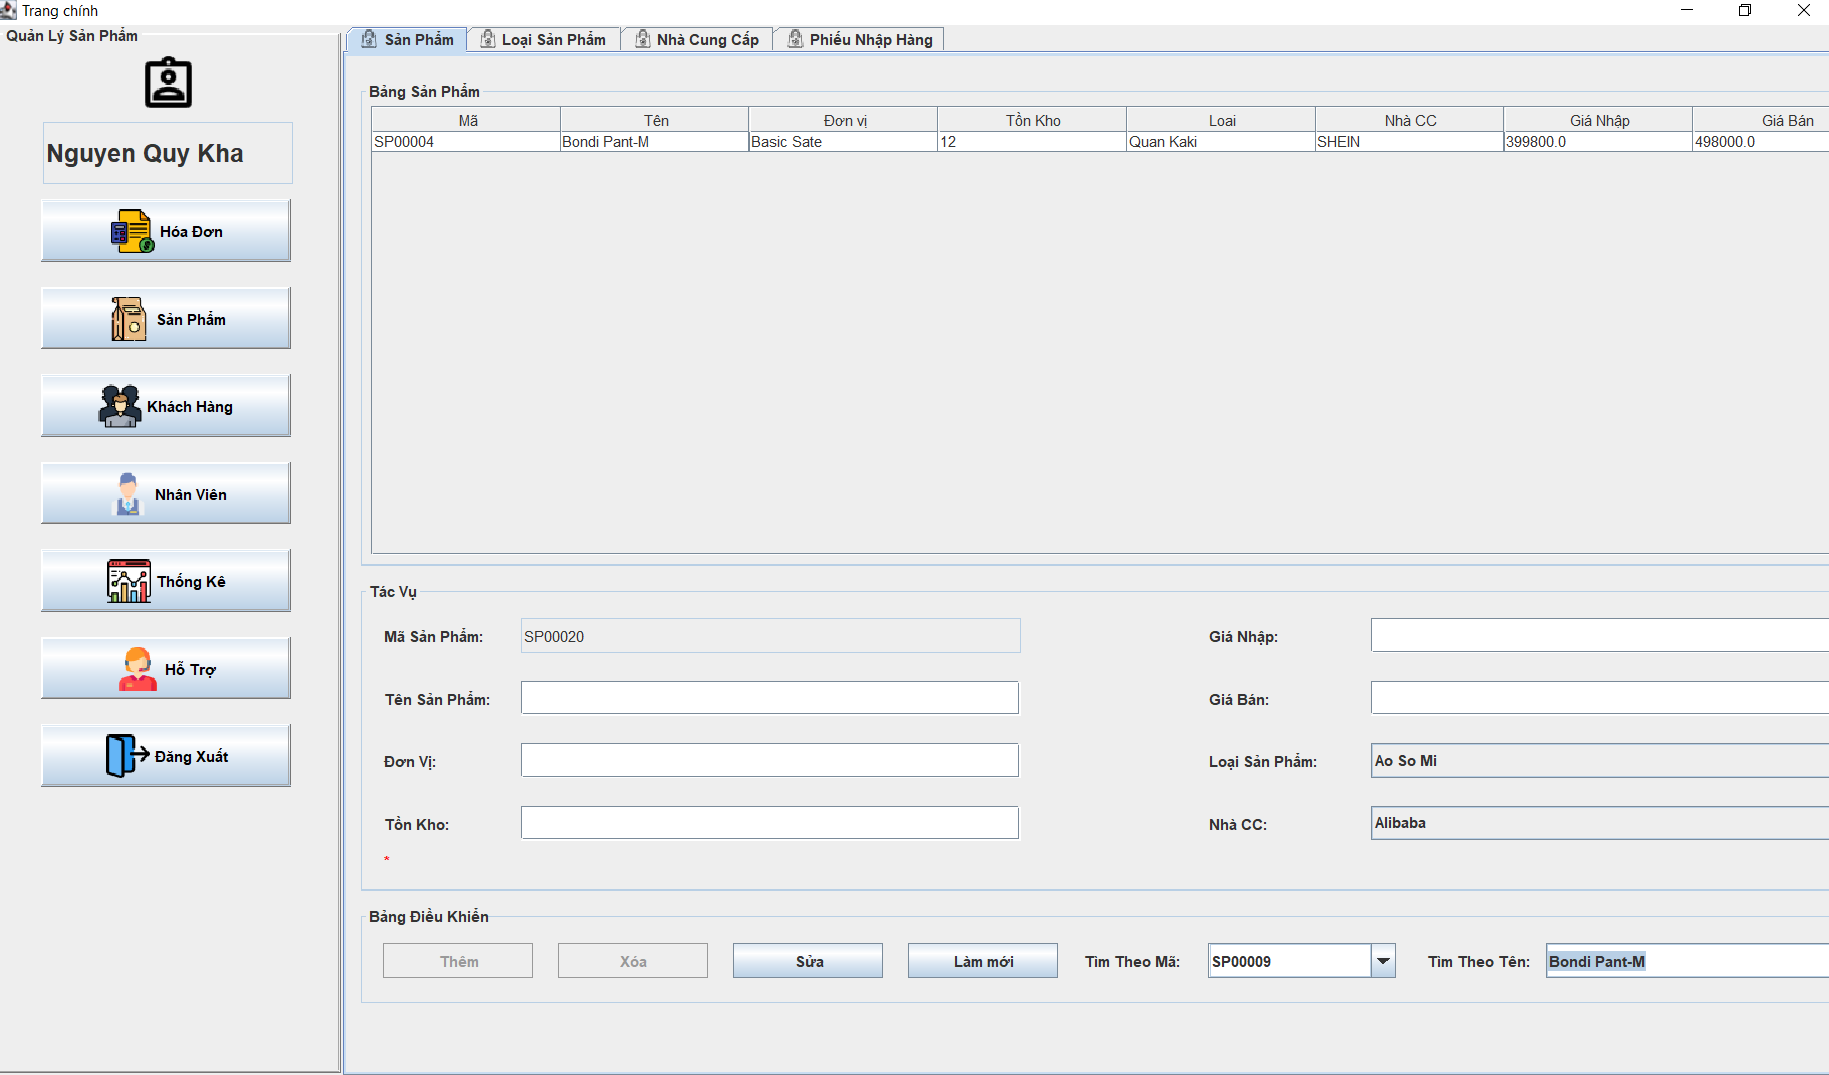 Trang chính
Quản Lý Sản Phẩm
Nguyen Quy Kha
Hóa Đơn
Sản Phẩm
Khách Hàng
Nhân Viên
Thống Kê
Hỗ Trợ
Đăng Xuất
Sản Phẩm Loại Sản Phẩm Nhà Cung Cấp Phiếu Nhập Hàng
Bảng Sản Phẩm
Mã Tên Đơn vị Tồn Kho Loai Nhà CC Giá Nhập Giá Bán
SP00004 Bondi Pant-M Basic Sate 12 Quan Kaki SHEIN 399800.0 498000.0
Tác Vụ
Mã Sản Phẩm: SP00020 Giá Nhập:
Tên Sản Phẩm: Giá Bán:
Đơn Vị: Loại Sản Phẩm: Ao So Mi
Tồn Kho: Nhà CC: Alibaba
*
Bảng Điều Khiển
Thêm Xóa Sửa Làm mới Tìm Theo Mã: SP00009 Tìm Theo Tên: Bondi Pant-M